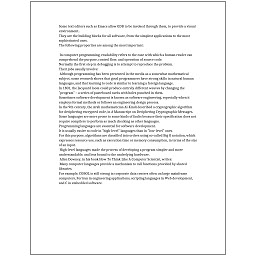 Some text editors such as Emacs allow GDB to be invoked through them, to provide a visual
environment.
They are the building blocks for all software, from the simplest applications to the most
sophisticated ones.
The following properties are among the most important:

 In computer programming, readability refers to the ease with which a human reader can
comprehend the purpose, control flow, and operation of source code.
Normally the first step in debugging is to attempt to reproduce the problem.
There jobs usually involve:
 Although programming has been presented in the media as a somewhat mathematical
subject, some research shows that good programmers have strong skills in natural human
languages, and that learning to code is similar to learning a foreign language.
In 1801, the Jacquard loom could produce entirely different weaves by changing the
"program" - a series of pasteboard cards with holes punched in them.
Sometimes software development is known as software engineering, especially when it
employs formal methods or follows an engineering design process.
In the 9th century, the Arab mathematician Al-Kindi described a cryptographic algorithm
for deciphering encrypted code, in A Manuscript on Deciphering Cryptographic Messages.
Some languages are more prone to some kinds of faults because their specification does not
require compilers to perform as much checking as other languages.
Programming languages are essential for software development.
It is usually easier to code in "high-level" languages than in "low-level" ones.
For this purpose, algorithms are classified into orders using so-called Big O notation, which
expresses resource use, such as execution time or memory consumption, in terms of the size
of an input.
 High-level languages made the process of developing a program simpler and more
understandable, and less bound to the underlying hardware.
 Allen Downey, in his book How To Think Like A Computer Scientist, writes:
 Many computer languages provide a mechanism to call functions provided by shared
libraries.
For example, COBOL is still strong in corporate data centers often on large mainframe
computers, Fortran in engineering applications, scripting languages in Web development,
and C in embedded software.